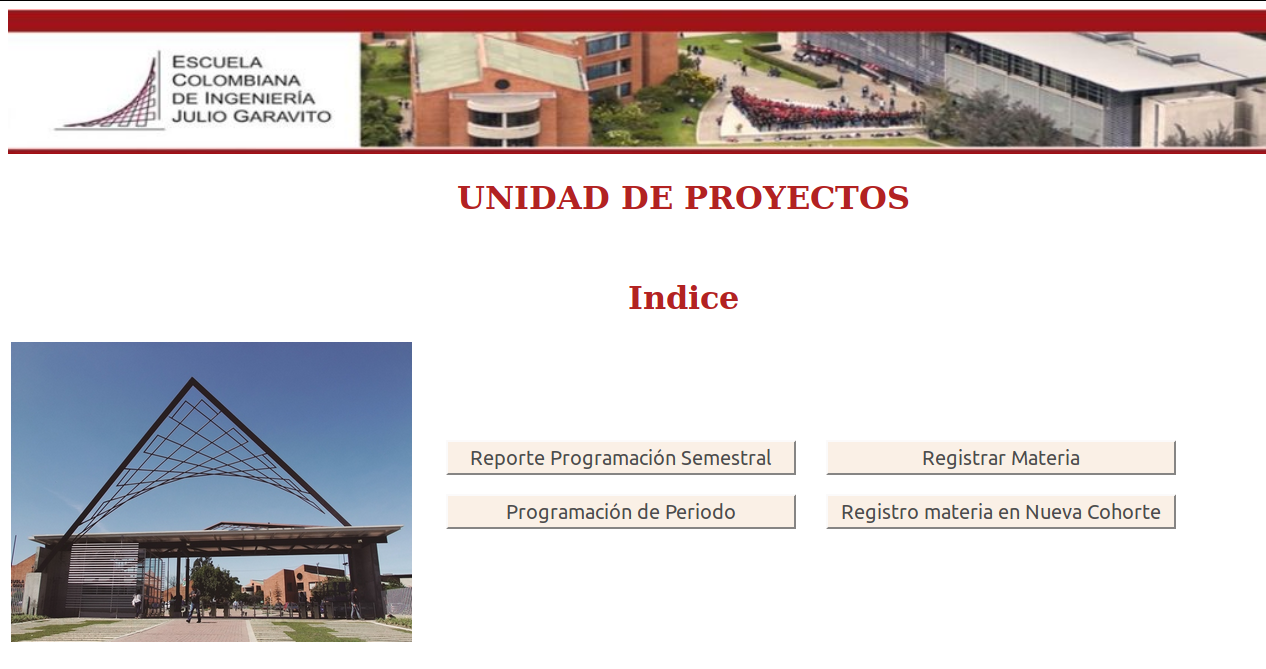 ESCUELA
COLOMBIANA
DE INGENIERÍA
JULIO GARAVITO
UNIDAD DE PROYECTOS
Indice
Reporte Programación Semestral
Registrar Materia
Programación de Periodo
Registro materia en Nueva Cohorte